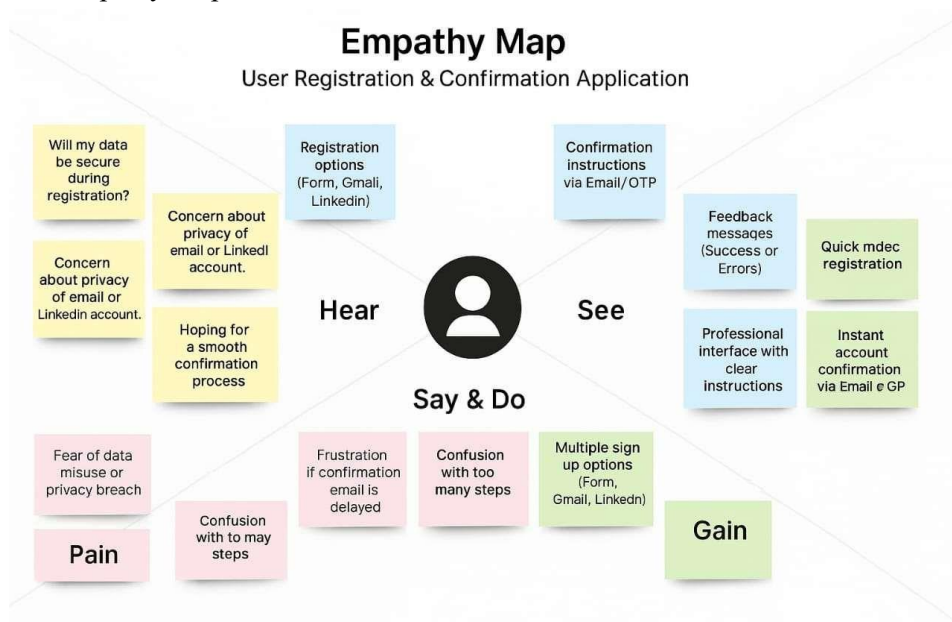 Empathy Map
User Registration & Confirmation Application
Will my data
be secure
during
registration?
Concern about
privacy of
email or Linkedl
account.
Concern
about privacy
of email or
Linkedin account.
Hoping for
a smooth
confirmation
process
Registration
options
(Form, Gmali,
Linkedin)
Hear
Confirmation
instructions
via Email/OTP
See
Feedback
messaqes
(Success or
Errors)
Quick mdec
registration
Professional
interface with
clear
instructions
Instant
account
confirmation
via Email e GP
Say & Do
Fear of data
misuse or
privacy breach
Pain
Confusion
with to may
steps
Frustration
if confirmation
email is
delayed
Confusion
with too
many steps
Multiple sign
up options
(Form,
Gmail, Linkedn)
Gain